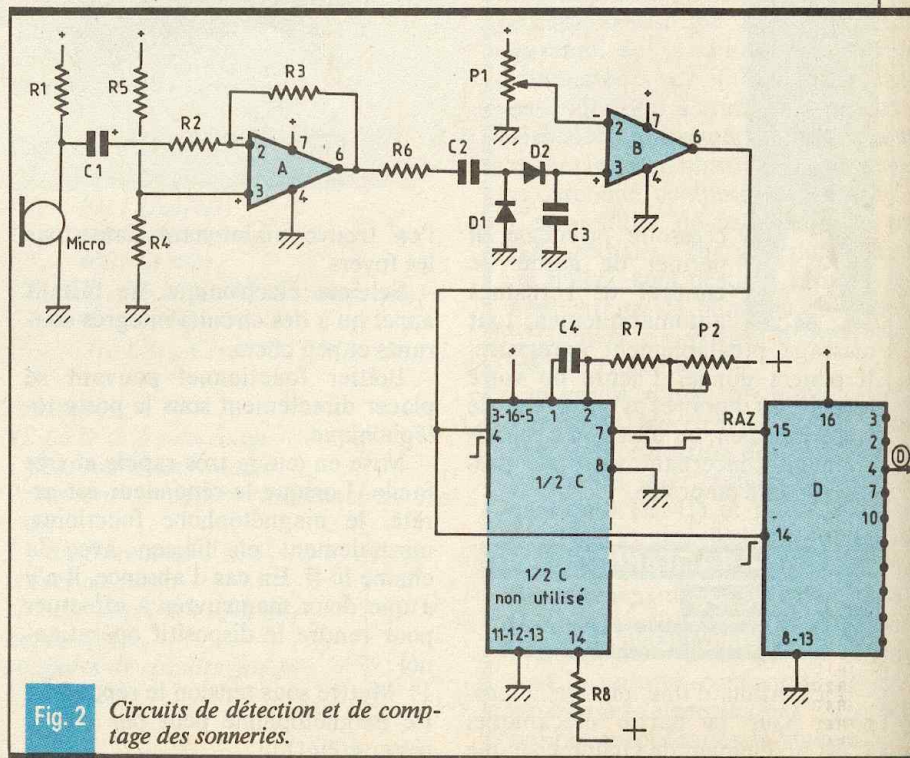 +
+
+
+
R1
R5
R3
P1
R2
C1
+
-
2
+
7
A
6
3
+
4
R6
C2
D2
D1
C3
-
2
+
7
B
6
3
+
4
Micro
R4
C4
R7
P2
+
+
+
3-16-5
1
2
4
7
RAZ
15
16
3
2
4
0
7
10
8
1/2 C
D
14
1/2 C
non utilisé
11-12-13
14
8-13
R8
+
Fig. 2
Circuits de détection et de comp-
tage des sonneries.